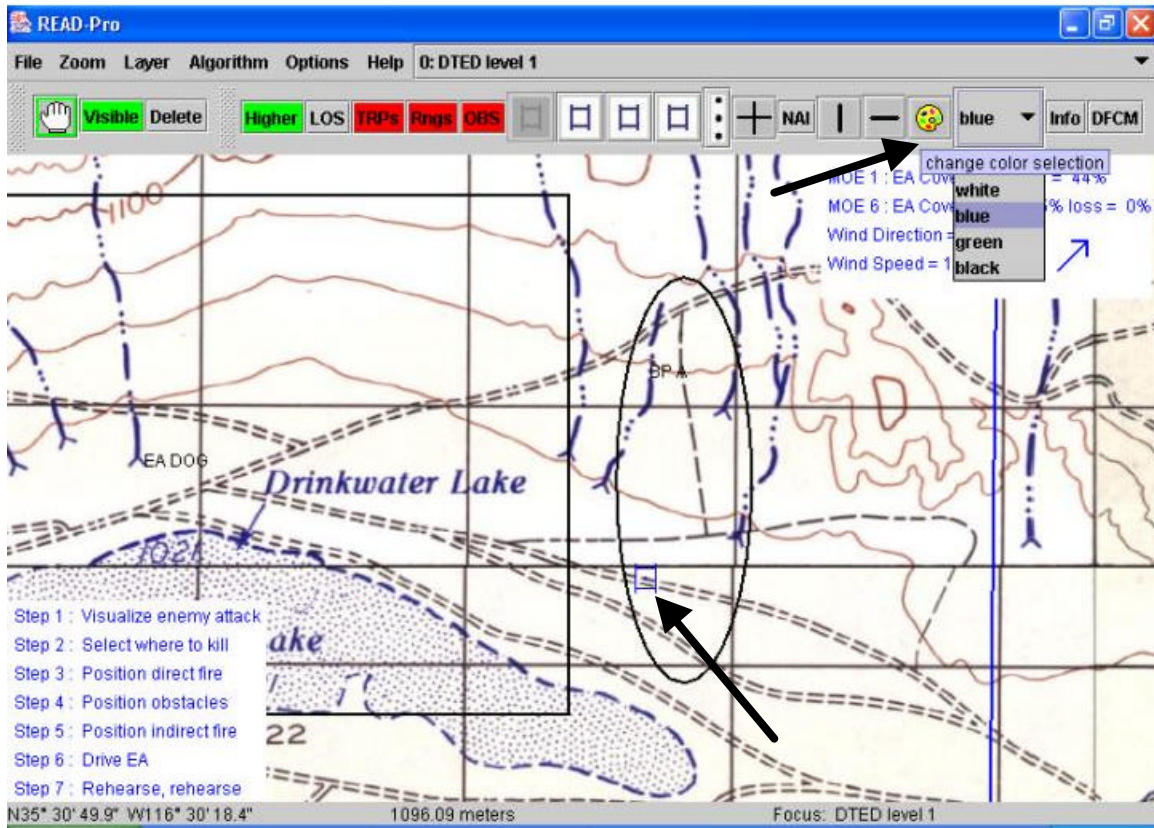 READ-Pro
File Zoom Layer Algorithm Options Help 0: DTED level 1
Visible Delete Higher LOS TRPs Rngs OBS NAI blue Info DFCM
change color selection
MOE 1 : EA Cove = 44%
white
MOE 6 : EA Cove % loss = 0%
blue
Wind Direction =
green
Wind Speed = 1
black
1100
BP A
EA DOG
Drinkwater Lake
102
Step 1 : Visualize enemy attack
Step 2 : Select where to kill
ake
Step 3 : Position direct fire
Step 4 : Position obstacles
Step 5 : Position indirect fire
22
Step 6 : Drive EA
Step 7 : Rehearse, rehearse
N35° 30' 49.9" W116° 30' 18.4" 1096.09 meters Focus: DTED level 1